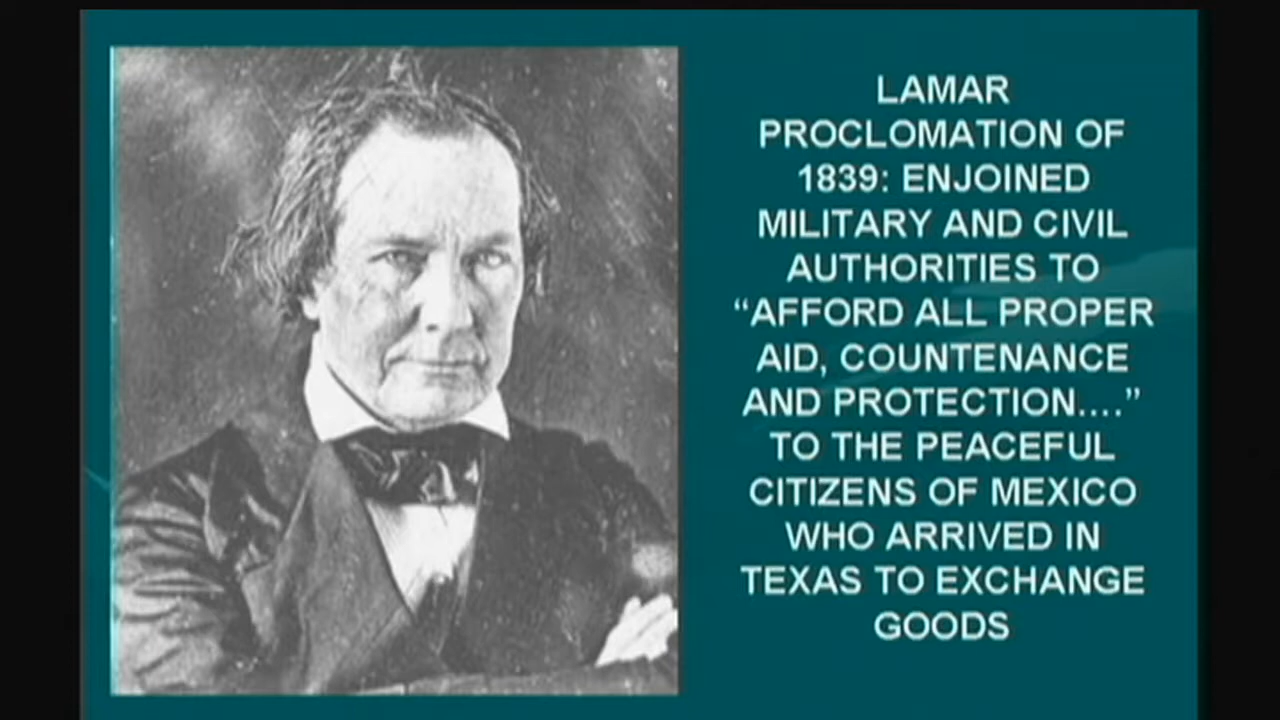 LAMAR
PROCLOMATION OF
1839: ENJOINED
MILITARY AND CIVIL
AUTHORITIES TO
“AFFORD ALL PROPER
AID, COUNTENANCE
AND PROTECTION....”
TO THE PEACEFUL
CITIZENS OF MEXICO
WHO ARRIVED IN
TEXAS TO EXCHANGE
GOODS